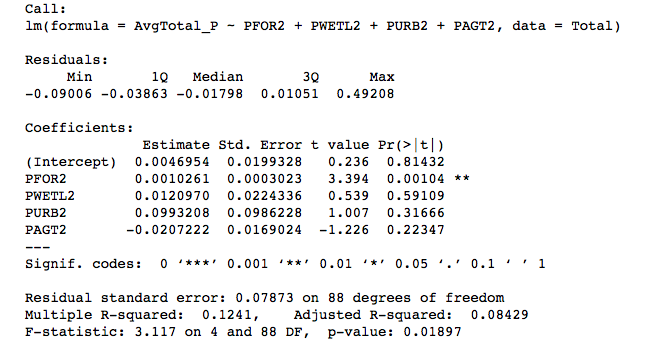 Call:
lm(formula = AvgTotal_P ~ PFOR2 + PWETL2 + PURB2 + PAGT2, data = Total)
Residuals:
Min 1Q Median 3Q Max
-0.09006 -0.03863 -0.01798 0.01051 0.49208
Coefficients:
Estimate Std. Error t value Pr(>|t|)
(Intercept) 0.0046954 0.0199328 0.236 0.81432
PFOR2 0.0010261 0.0003023 3.394 0.00104 **
PWETL2 0.0120970 0.0224336 0.539 0.59109
PURB2 0.0993208 0.0986228 1.007 0.31666
PAGT2 -0.0207222 0.0169024 -1.226 0.22347
---
Signif. codes: 0 ‘***’ 0.001 ‘**’ 0.01 ‘*’ 0.05 ‘.’ 0.1 ‘ ’ 1
Residual standard error: 0.07873 on 88 degrees of freedom
Multiple R-squared: 0.1241, Adjusted R-squared: 0.08429
F-statistic: 3.117 on 4 and 88 DF, p-value: 0.01897